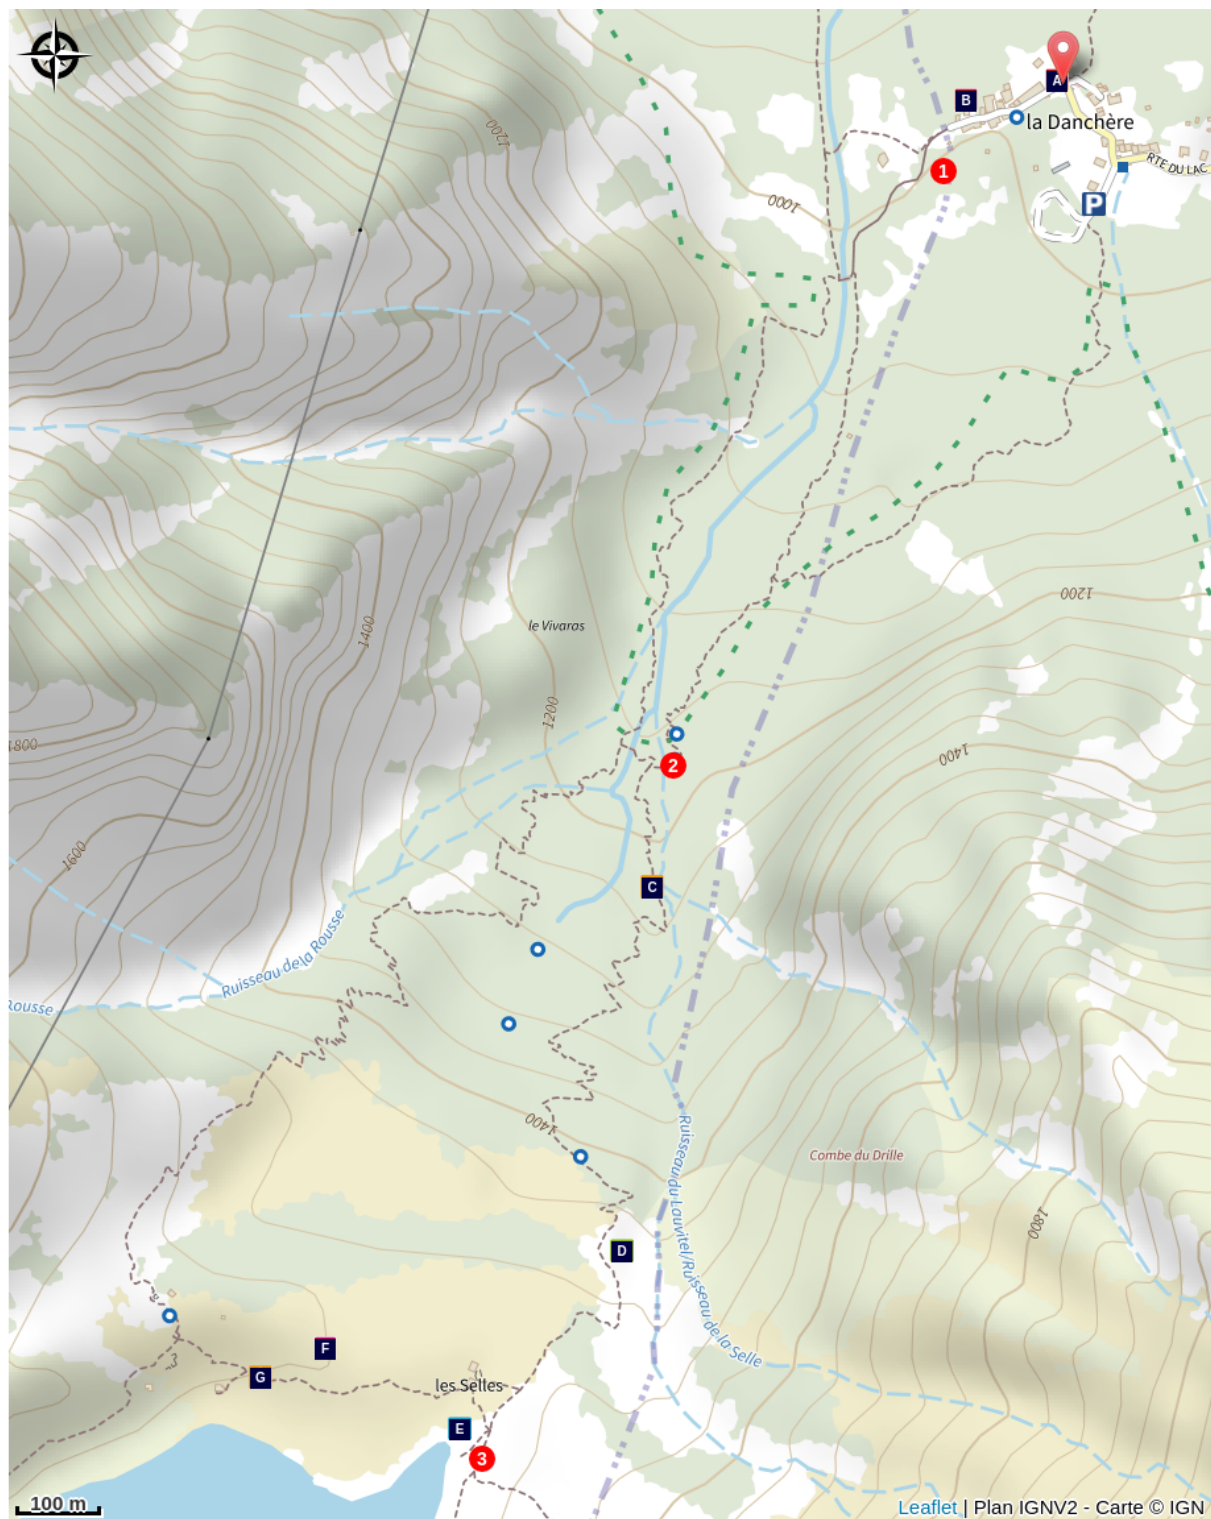 A
B
la Danchère
RTE DU LAC
1200
1
1000
P
1200
1400
le Vivaras
1200
1800
1400
2
1600
C
Ruisseau de la Rousse
Rousse
1400
Ruisseau du Lauvitel/Ruisseau de la Selle
Combe du Drille
1800
D
F
G
les Selles
E
3
100 m
Leaflet | Plan IGNV2 - Carte © IGN